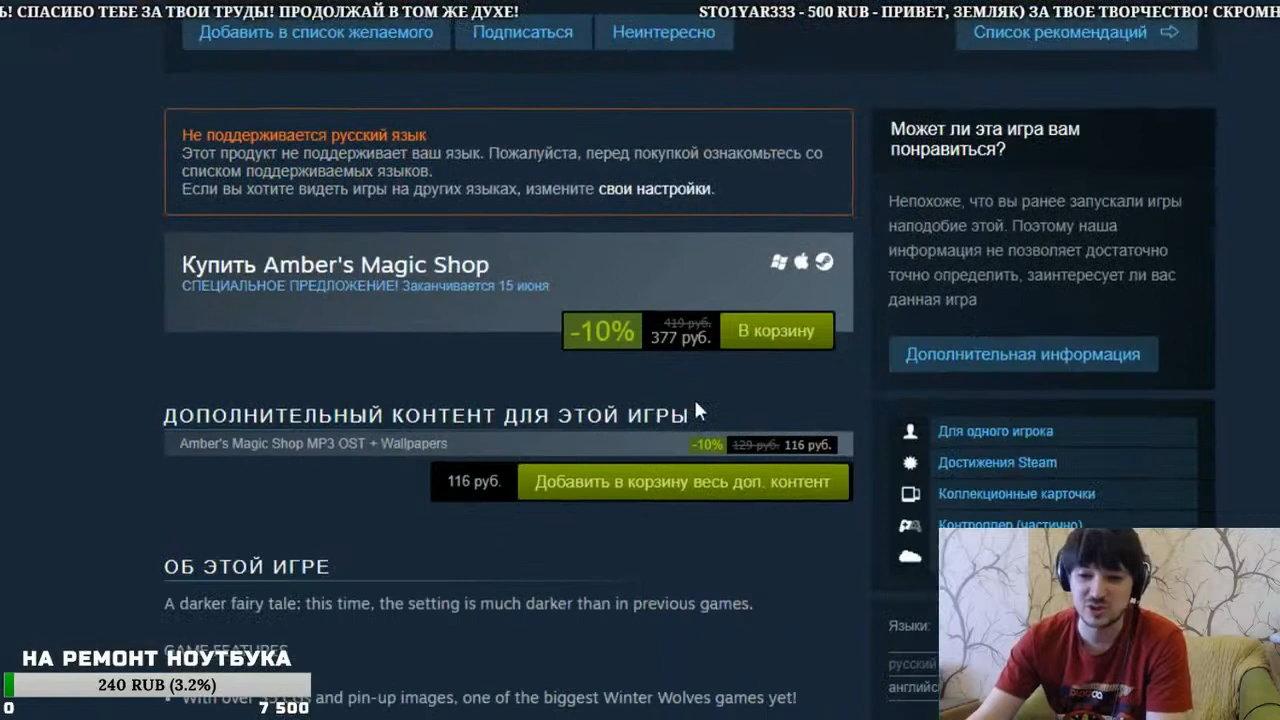 Ь! СПАСИБО ТЕБЕ ЗА ТВОИ ТРУДЫ! ПРОДОЛЖАЙ В ТОМ ЖЕ ДУХЕ!
STO1YAR333 - 500 RUB - ПРИВЕТ, ЗЕМЛЯК) ЗА ТВОЕ ТВОРЧЕСТВО! СКРОМН
Добавить в список желаемого
Подписаться
Неинтересно
Список рекомендаций
Не поддерживается русский язык
Этот продукт не поддерживает ваш язык. Пожалуйста, перед покупкой ознакомьтесь со
списком поддерживаемых языков.
Если вы хотите видеть игры на других языках, измените свои настройки.
Купить Amber's Magic Shop
СПЕЦИАЛЬНОЕ ПРЕДЛОЖЕНИЕ! Заканчивается 15 июня
-10%
419 руб.
377 руб.
В корзину
ДОПОЛНИТЕЛЬНЫЙ КОНТЕНТ ДЛЯ ЭТОЙ ИГРЫ
Amber's Magic Shop MP3 OST + Wallpapers
-10% 129 руб. 116 руб.
116 руб.
Добавить в корзину весь доп. контент
ОБ ЭТОЙ ИГРЕ
A darker fairy tale: this time, the setting is much darker than in previous games.
GAME FEATURES
and pin-up images, one of the biggest Winter Wolves games yet!
Может ли эта игра вам
понравиться?
Непохоже, что вы ранее запускали игры
наподобие этой. Поэтому наша
информация не позволяет достаточно
точно определить, заинтересует ли вас
данная игра
Дополнительная информация
Для одного игрока
Достижения Steam
Коллекционные карточки
Контроллер (частично)
Языки:
русский
английс
НА РЕМОНТ НОУТБУКА
240 RUB (3.2%)
0
7 500